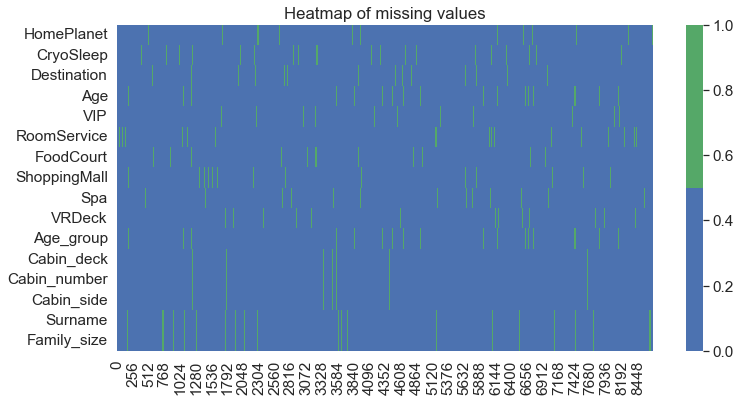 Heatmap of missing values
HomePlanet
CryoSleep
Destination
Age
VIP
RoomService
FoodCourt
ShoppingMall
Spa
VRDeck
Age_group
Cabin_deck
Cabin_number
Cabin_side
Surname
Family_size
0 256 512 768 1024 1280 1536 1792 2048 2304 2560 2816 3072 3328 3584 3840 4096 4352 4608 4864 5120 5376 5632 5888 6144 6400 6656 6912 7168 7424 7680 7936 8192 8448
1.0
0.8
0.6
0.4
0.2
0.0